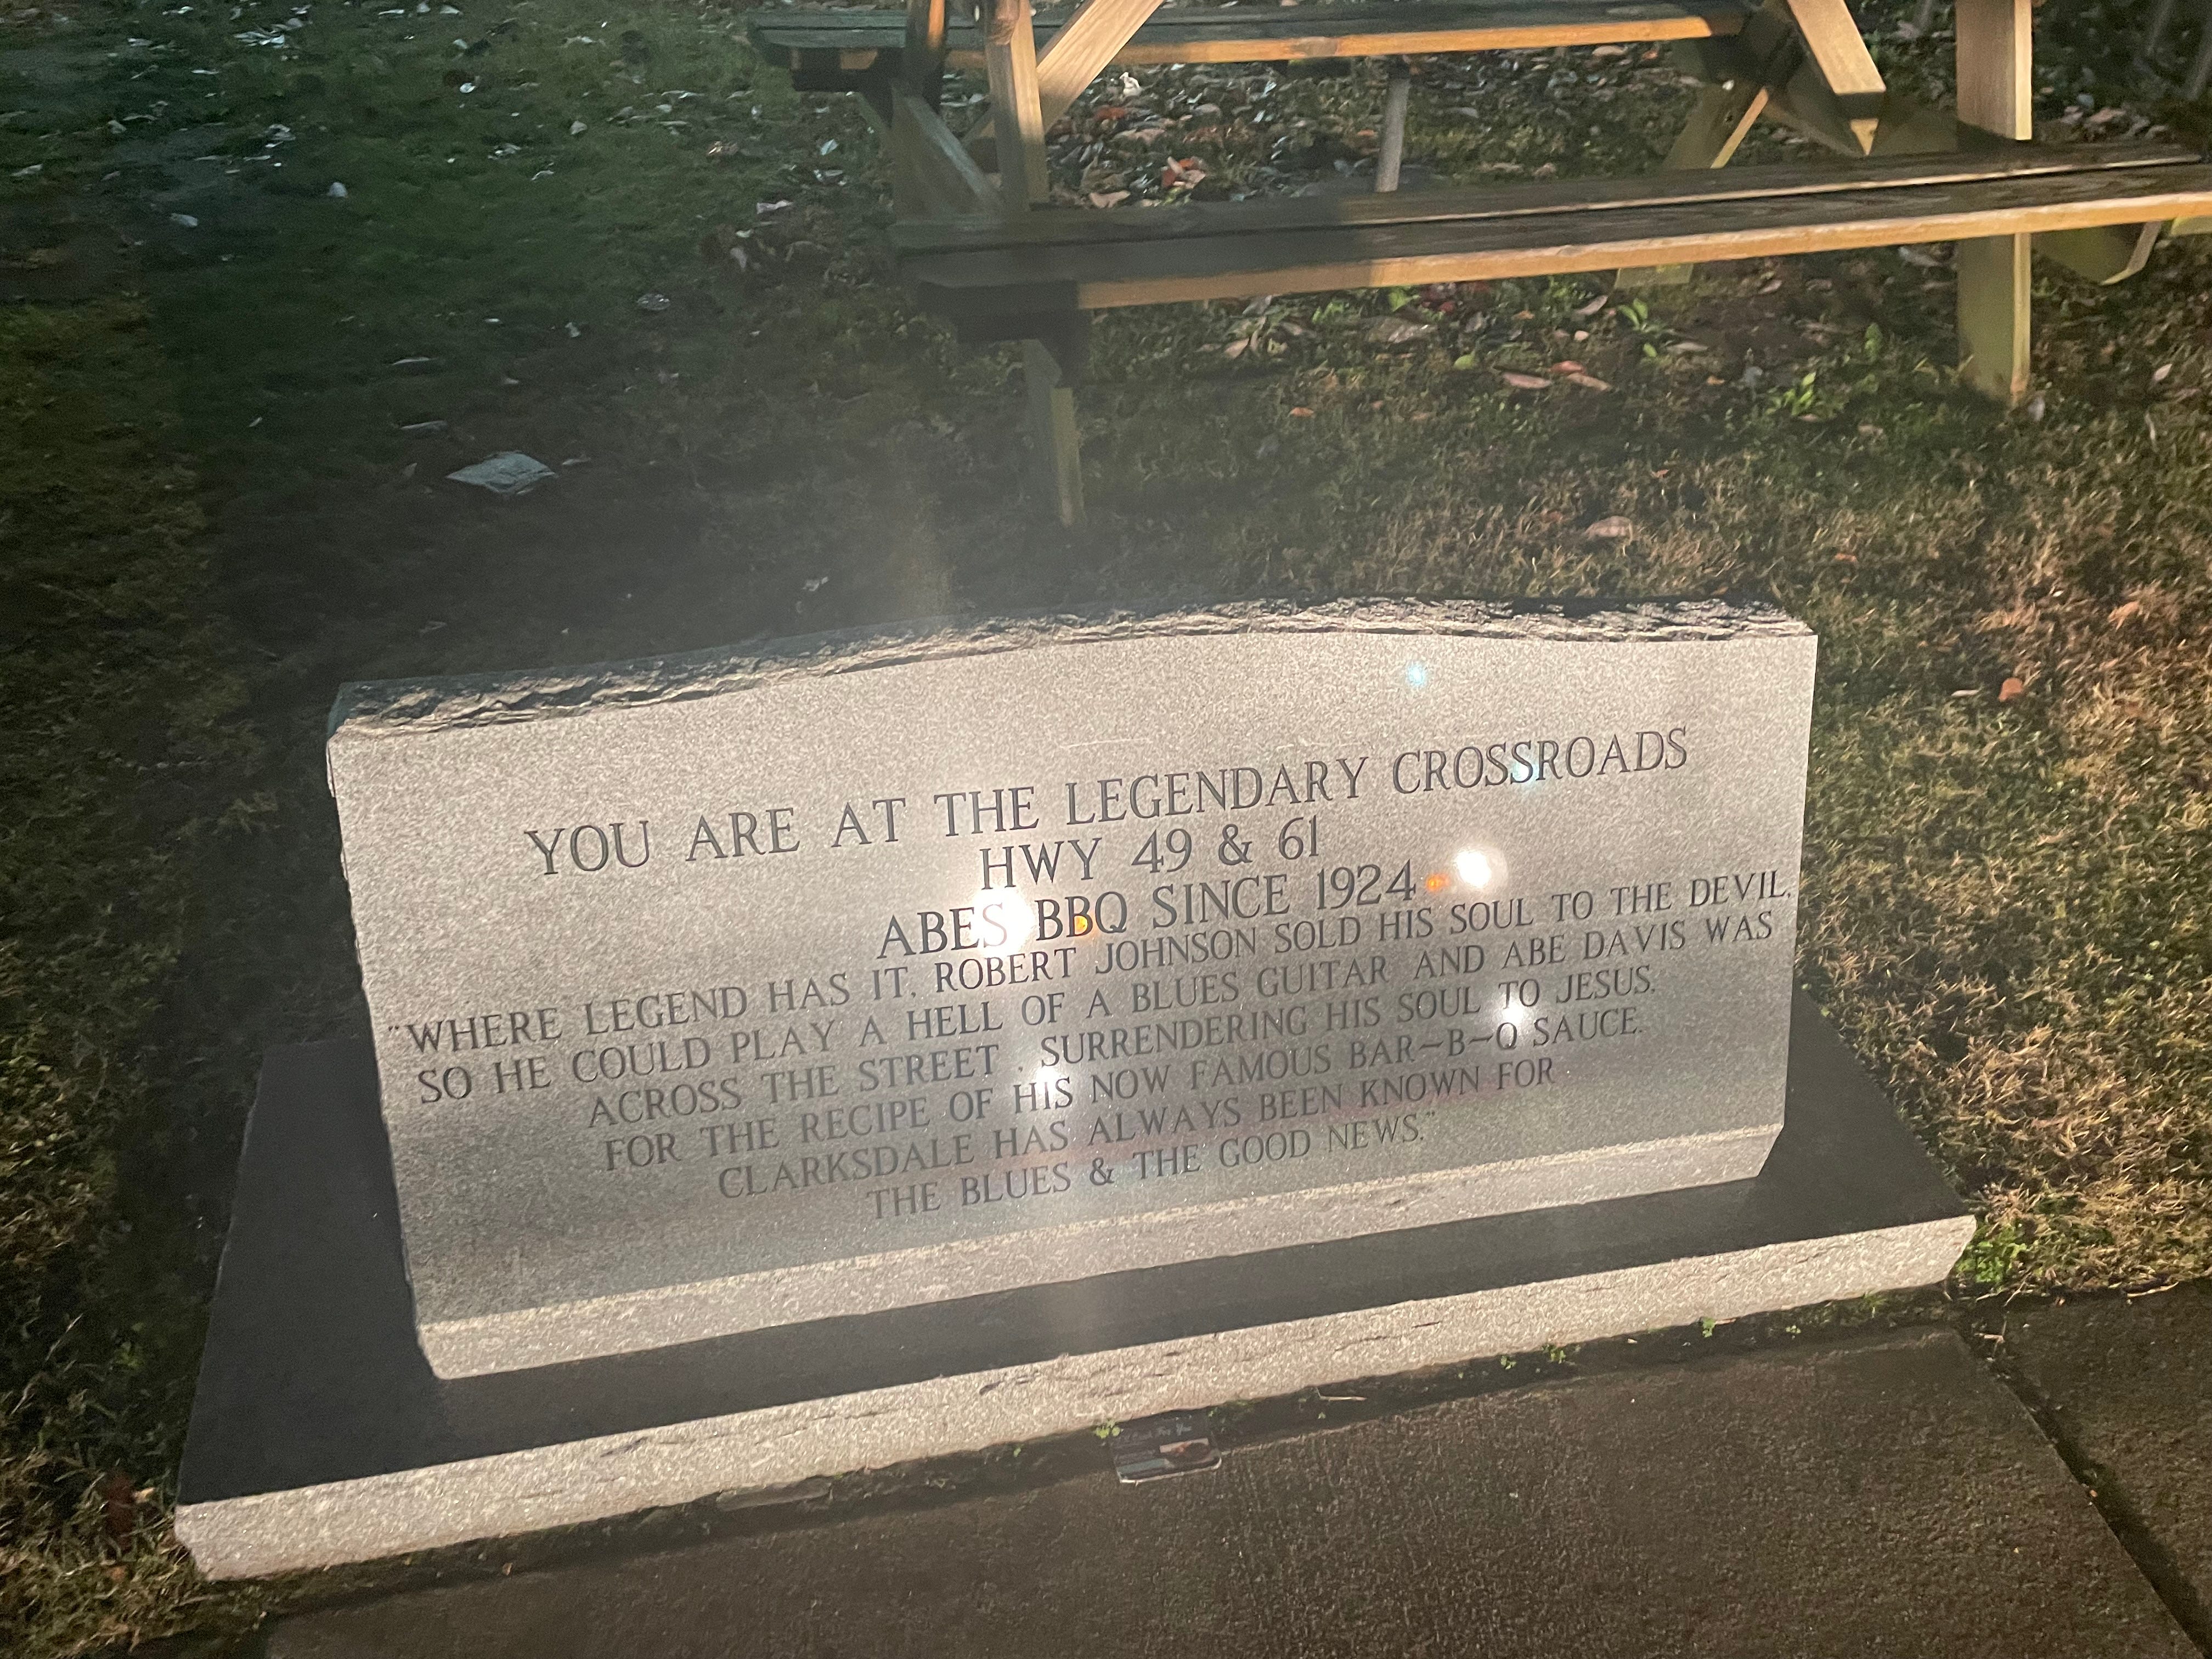 YOU ARE AT THE LEGENDARY CROSSROADS
HWY 49 & 61
ABES BBQ SINCE 1924
"WHERE LEGEND HAS IT, ROBERT JOHNSON SOLD HIS SOUL TO THE DEVIL,
SO HE COULD PLAY A HELL OF A BLUES GUITAR AND ABE DAVIS WAS
ACROSS THE STREET , SURRENDERING HIS SOUL TO JESUS,
FOR THE RECIPE OF HIS NOW FAMOUS BAR-B-Q SAUCE.
CLARKSDALE HAS ALWAYS BEEN KNOWN FOR
THE BLUES & THE GOOD NEWS."
For You